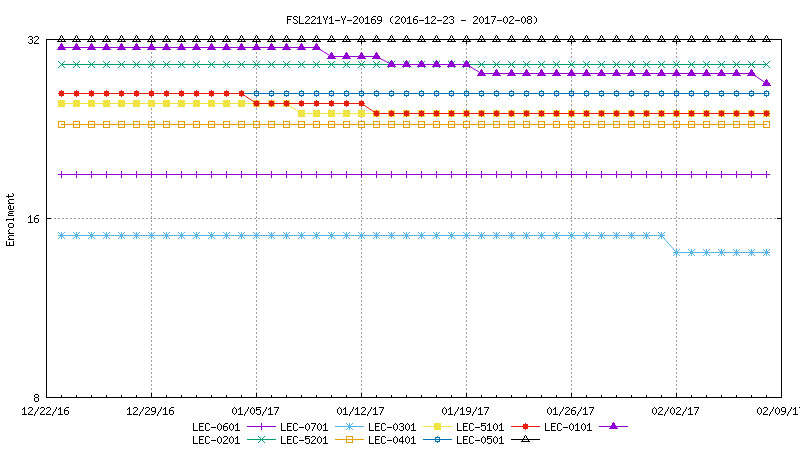 FSL221Y1-Y-20169 (2016-12-23 - 2017-02-08)
32
16
8
Enrolment
12/22/16 12/29/16 01/05/17 01/12/17 01/19/17 01/26/17 02/02/17 02/09/1
LEC-0601 LEC-0701 LEC-0301 LEC-5101 LEC-0101
LEC-0201 LEC-5201 LEC-0401 LEC-0501